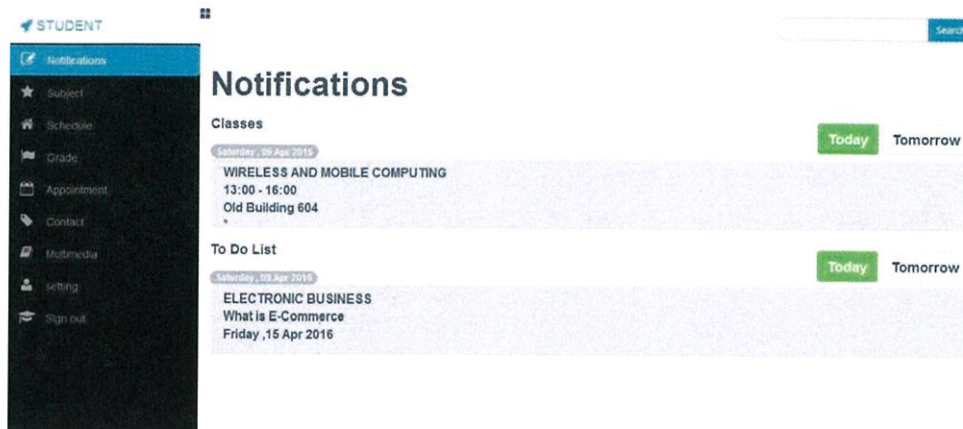 STUDENT
Notifications
Subject
Schedule
Grade
Appointment
Contact
Multimedia
setting
Sign out
Search
Notifications
Classes
Today
Tomorrow
Saturday , 09 Apr 2016
WIRELESS AND MOBILE COMPUTING
13:00 - 16:00
Old Building 604
*
To Do List
Today
Tomorrow
Saturday , 09 Apr 2016
ELECTRONIC BUSINESS
What is E-Commerce
Friday ,15 Apr 2016